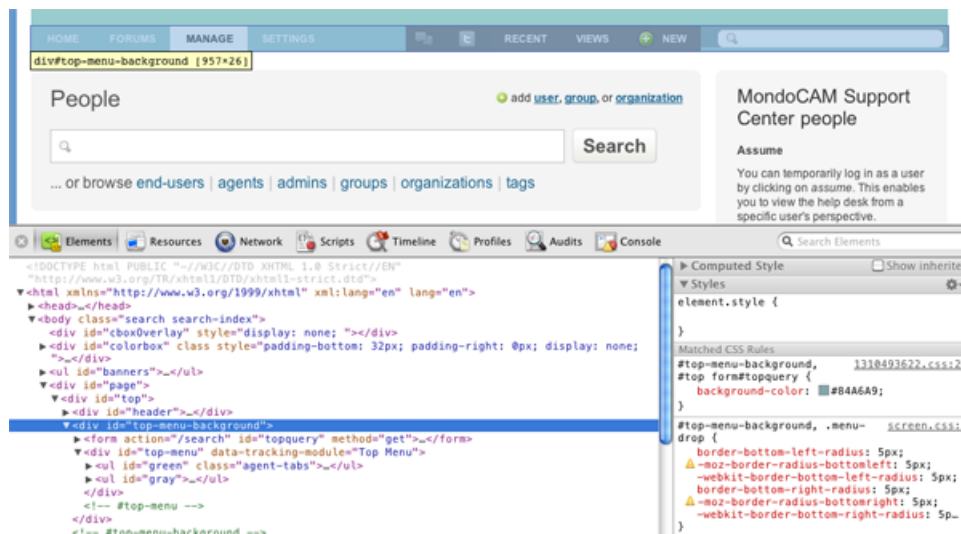 HOME FORUMS MANAGE SETTINGS RECENT VIEWS NEW
div#top-menu-background [957×26]
People
add user, group, or organization
Search
... or browse end-users | agents | admins | groups | organizations | tags
MondoCAM Support
Center people
Assume
You can temporarily log in as a user
by clicking on assume. This enables
you to view the help desk from a
specific user's perspective.
Elements Resources Network Scripts Timeline Profiles Audits Console Search Elements
<!DOCTYPE html PUBLIC "-//W3C//DTD XHTML 1.0 Strict//EN"
"http://www.w3.org/TR/xhtml1/DTD/xhtml1-strict.dtd">
▼<html xmlns="http://www.w3.org/1999/xhtml" xml:lang="en" lang="en">
▶<head>…</head>
▼<body class="search search-index">
<div id="cboxOverlay" style="display: none; "></div>
▶<div id="colorbox" class style="padding-bottom: 32px; padding-right: 0px; display: none;
">…</div>
▶<ul id="banners">…</ul>
▼<div id="page">
▼<div id="top">
▶<div id="header">…</div>
▼<div id="top-menu-background">
▶<form action="/search" id="topquery" method="get">…</form>
▼<div id="top-menu" data-tracking-module="Top Menu">
▶<ul id="green" class="agent-tabs">…</ul>
▶<ul id="gray">…</ul>
</div>
<!-- #top-menu -->
</div>
<!-- #top-menu-background -->
▶ Computed Style Show inherite
▼ Styles
element.style {
}
Matched CSS Rules
#top-menu-background, 1310493622.css:2
#top form#topquery {
background-color: #84A6A9;
}
#top-menu-background, .menu- screen.css:
drop {
border-bottom-left-radius: 5px;
-moz-border-radius-bottomleft: 5px;
-webkit-border-bottom-left-radius: 5px;
border-bottom-right-radius: 5px;
-moz-border-radius-bottomright: 5px;
-webkit-border-bottom-right-radius: 5p…
}